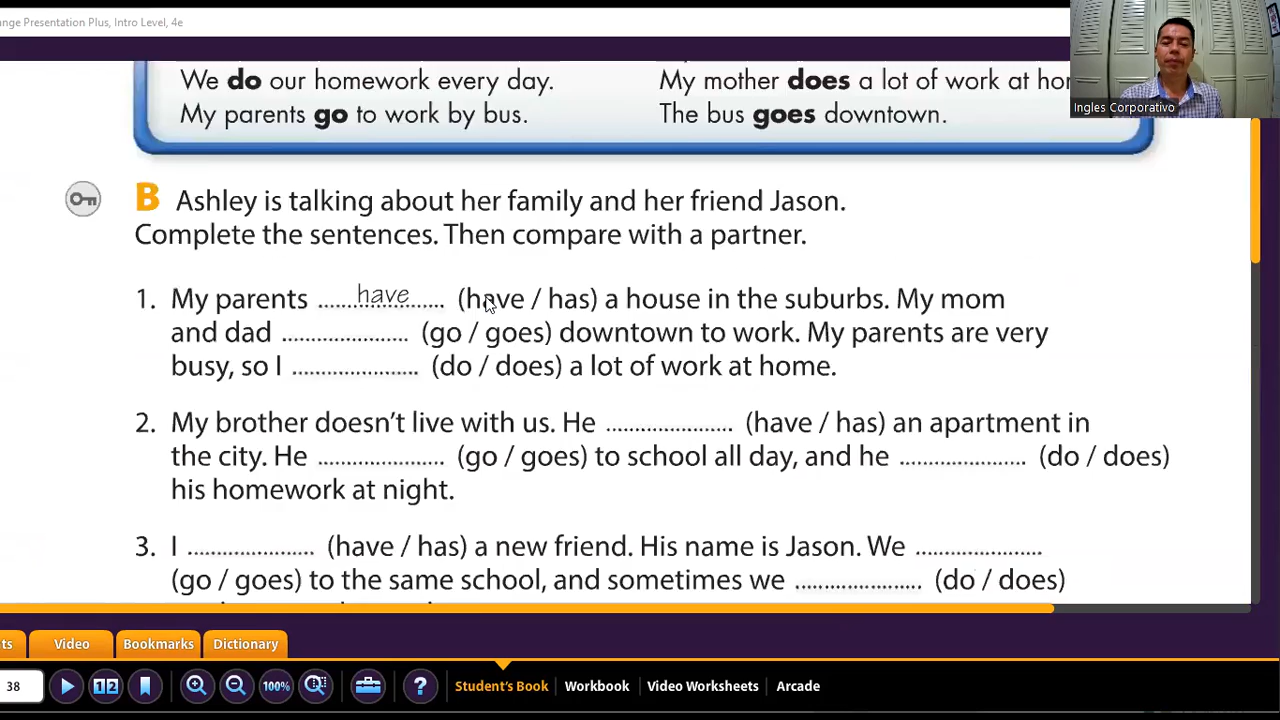 ange Presentation Plus, Intro Level, 4e
We do our homework every day. My mother does a lot of work at hom
My parents go to work by bus. The bus goes downtown.
Ingles Corporativo
B Ashley is talking about her family and her friend Jason.
Complete the sentences. Then compare with a partner.
1. My parents ...have... (have / has) a house in the suburbs. My mom
and dad ...................... (go / goes) downtown to work. My parents are very
busy, so I ...................... (do / does) a lot of work at home.
2. My brother doesn't live with us. He ...................... (have / has) an apartment in
the city. He ...................... (go / goes) to school all day, and he ...................... (do / does)
his homework at night.
3. I ...................... (have / has) a new friend. His name is Jason. We ......................
(go / goes) to the same school, and sometimes we ...................... (do / does)
ts Video Bookmarks Dictionary
38 12 100% ? Student's Book Workbook Video Worksheets Arcade